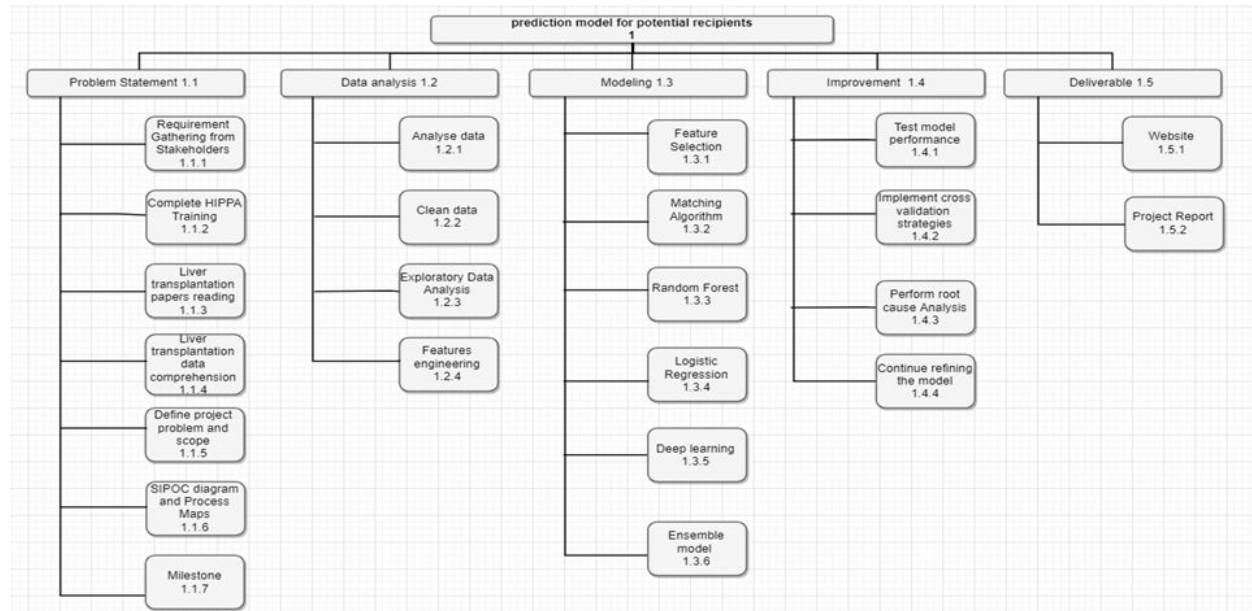 prediction model for potential recipients
1
Problem Statement 1.1
Data analysis 1.2
Modeling 1.3
Improvement 1.4
Deliverable 1.5
Requirement
Gathering from
Stakeholders
1.1.1
Complete HIPPA
Training
1.1.2
Liver
transplantation
papers reading
1.1.3
Liver
transplantation
data
comprehension
1.1.4
Define project
problem and
scope
1.1.5
SIPOC diagram
and Process
Maps
1.1.6
Milestone
1.1.7
Analyse data
1.2.1
Clean data
1.2.2
Exploratory Data
Analysis
1.2.3
Features
engineering
1.2.4
Feature
Selection
1.3.1
Matching
Algorithm
1.3.2
Random Forest
1.3.3
Logistic
Regression
1.3.4
Deep learning
1.3.5
Ensemble
model
1.3.6
Test model
performance
1.4.1
Implement cross
validation
strategies
1.4.2
Perform root
cause Analysis
1.4.3
Continue refining
the model
1.4.4
Website
1.5.1
Project Report
1.5.2